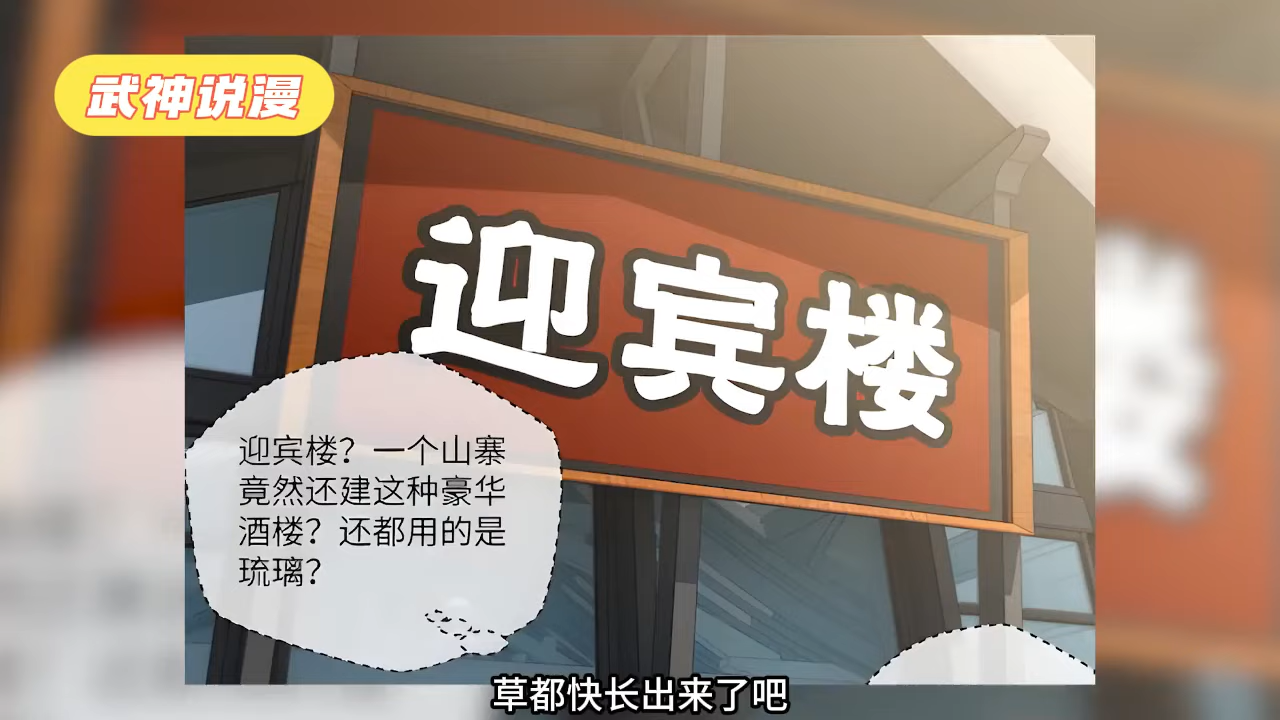 武神说漫
迎宾楼
迎宾楼？一个山寨
竟然还建这种豪华
酒楼？还都用的是
琉璃？
草都快长出来了吧